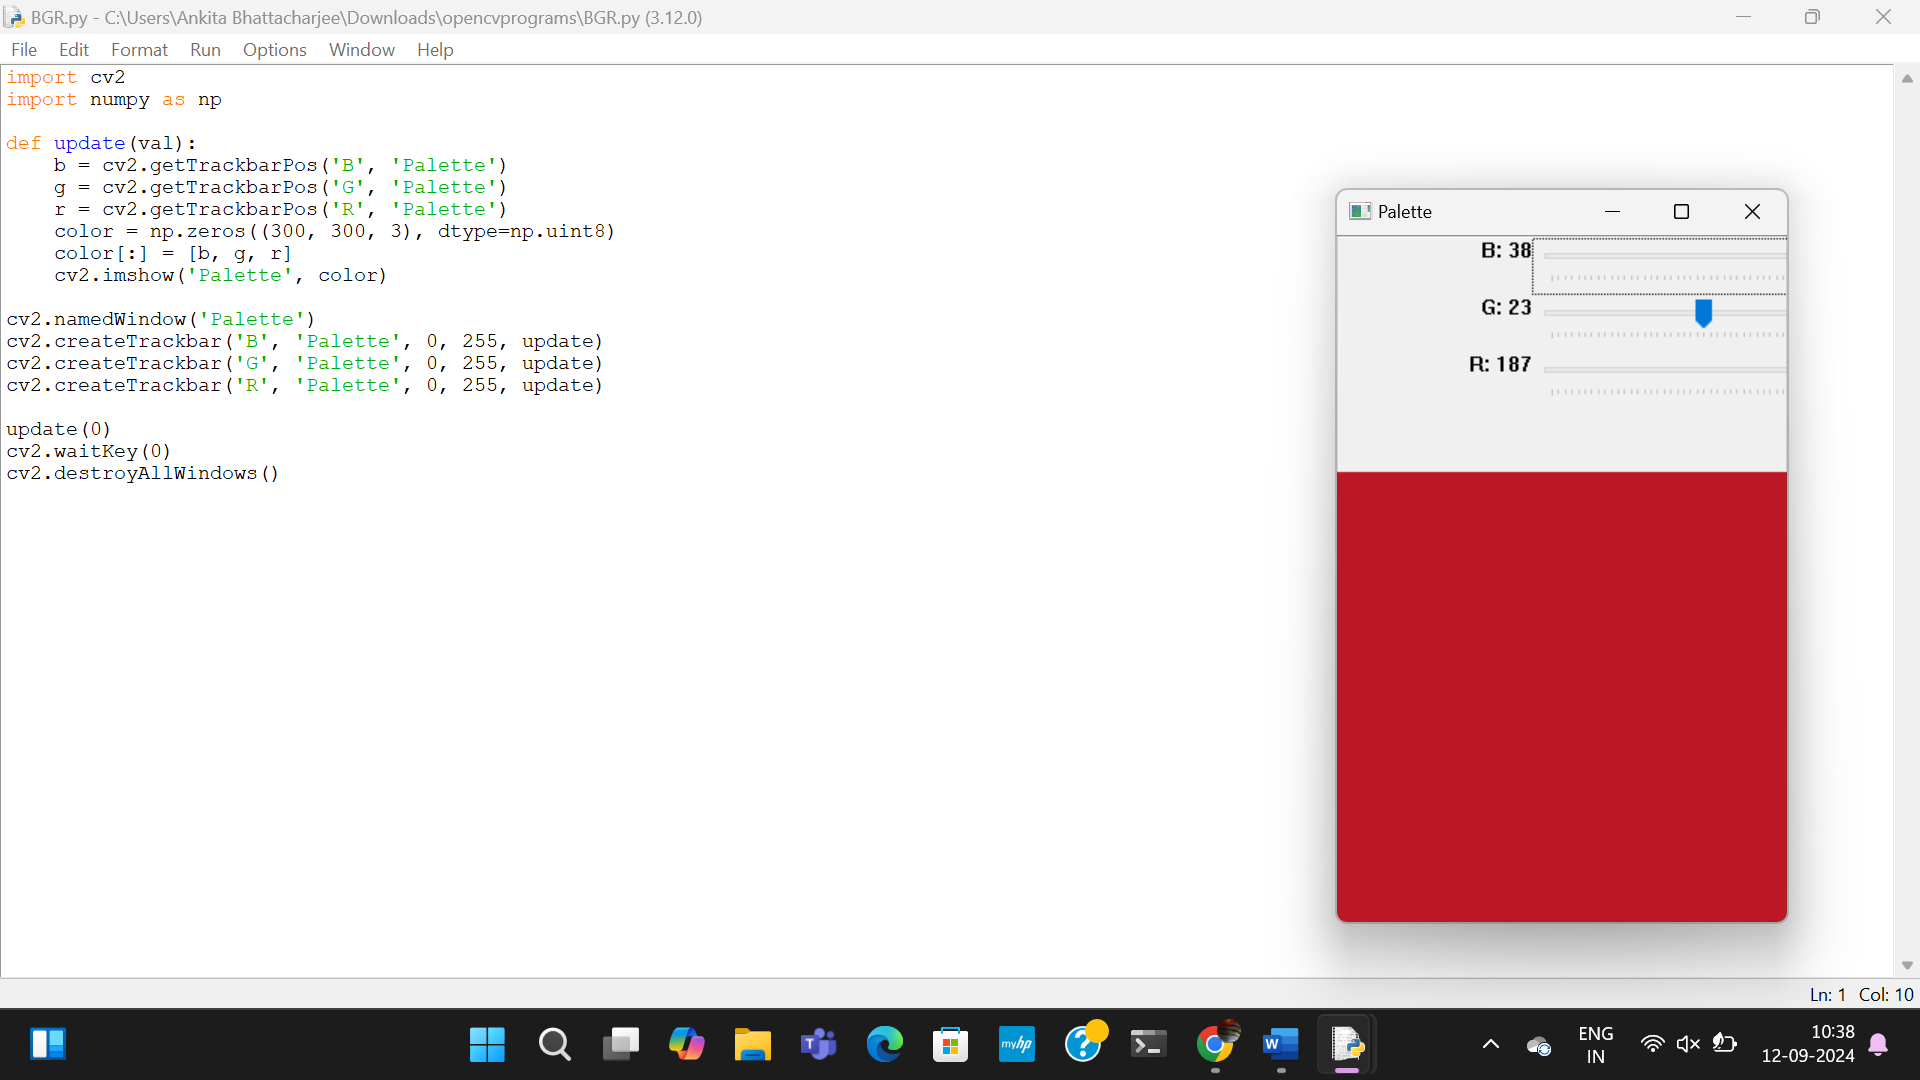 BGR.py - C:\Users\Ankita Bhattacharjee\Downloads\opencvprograms\BGR.py (3.12.0)
File Edit Format Run Options Window Help
import cv2
import numpy as np
def update(val):
    b = cv2.getTrackbarPos('B', 'Palette')
    g = cv2.getTrackbarPos('G', 'Palette')
    r = cv2.getTrackbarPos('R', 'Palette')
    color = np.zeros((300, 300, 3), dtype=np.uint8)
    color[:] = [b, g, r]
    cv2.imshow('Palette', color)
cv2.namedWindow('Palette')
cv2.createTrackbar('B', 'Palette', 0, 255, update)
cv2.createTrackbar('G', 'Palette', 0, 255, update)
cv2.createTrackbar('R', 'Palette', 0, 255, update)
update(0)
cv2.waitKey(0)
cv2.destroyAllWindows()
Palette
B: 38
G: 23
R: 187
Ln: 1 Col: 10
myhp
ENG
IN
10:38
12-09-2024